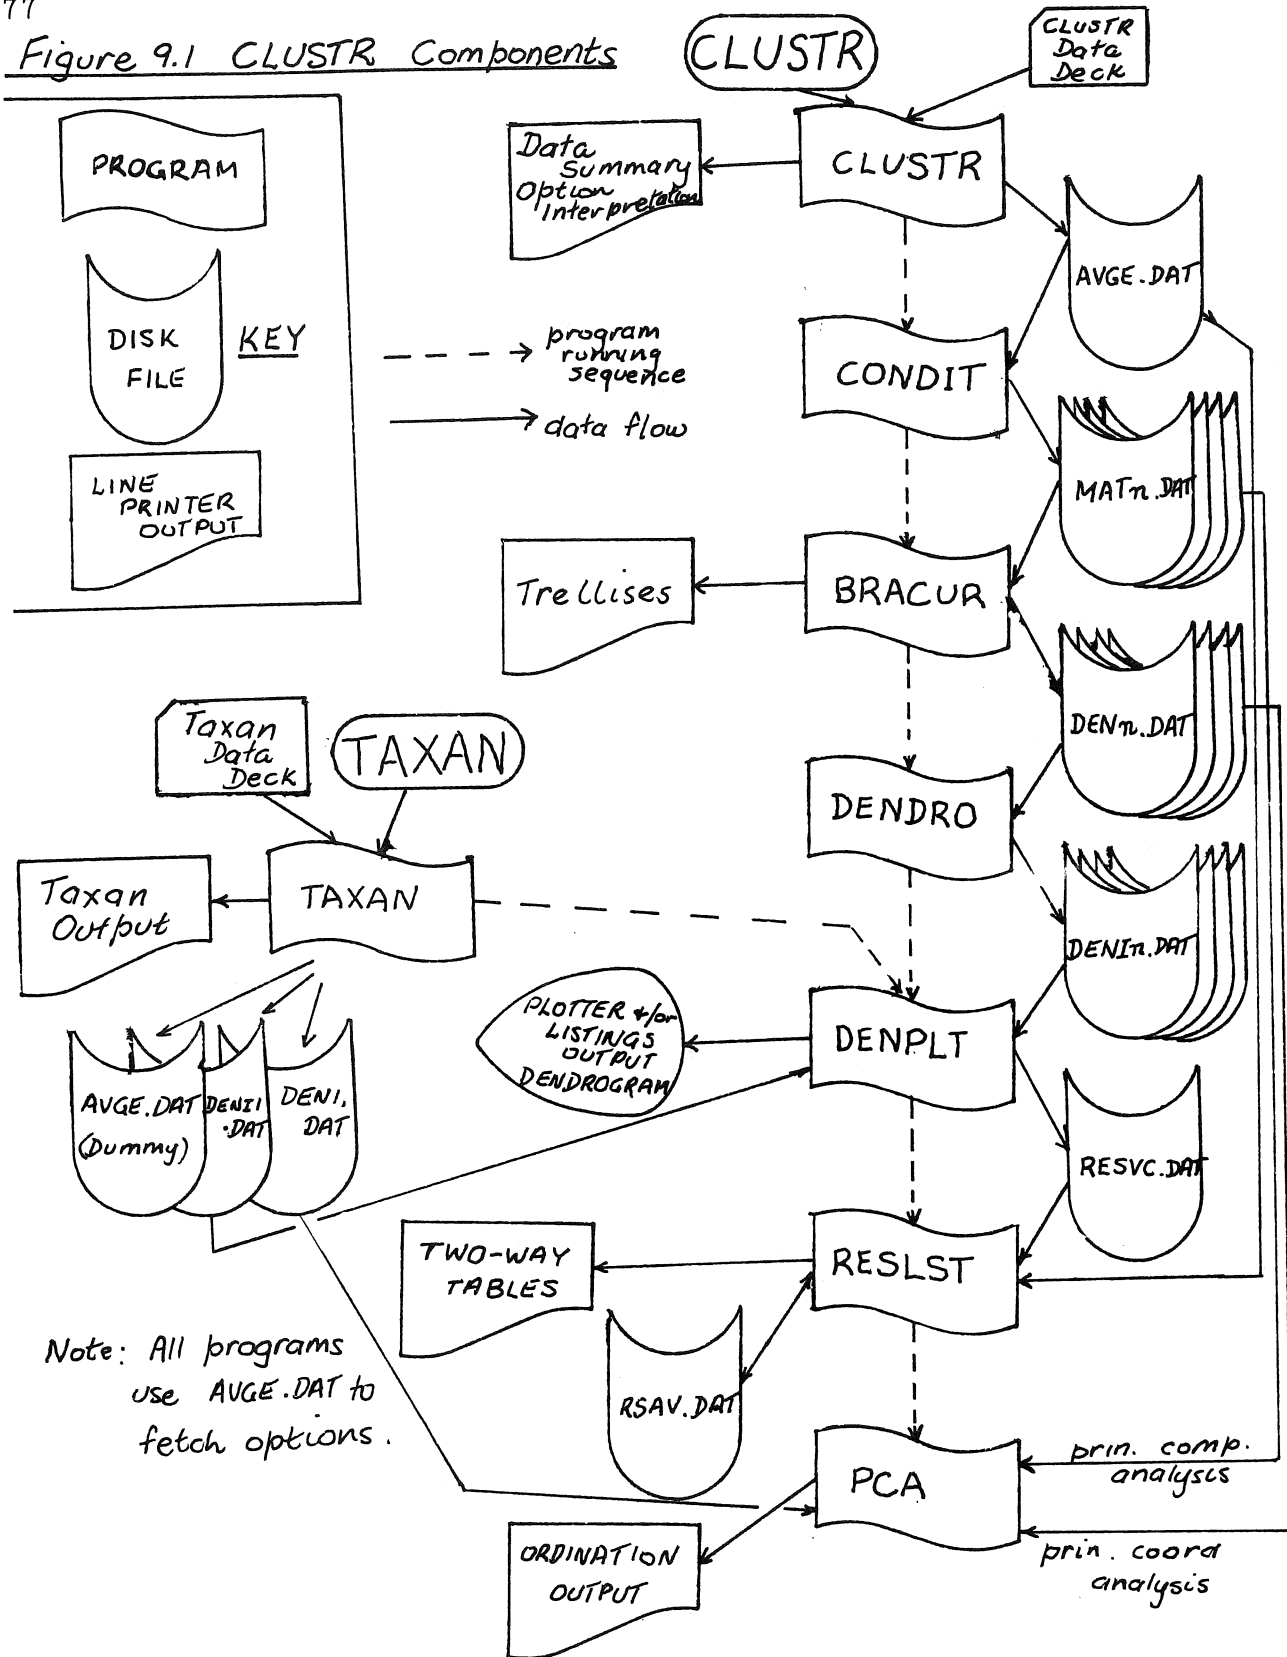 77
Figure 9.1 CLUSTR Components
CLUSTR
CLUSTR
Data
Deck
PROGRAM
DISK
FILE
KEY
LINE
PRINTER
OUTPUT
program
running
sequence
data flow
Data
Summary
Option
Interpretation
CLUSTR
AVGE.DAT
CONDIT
MATn.DAT
Trellises
BRACUR
DENn.DAT
Taxan
Data
Deck
TAXAN
DENDRO
Taxan
Output
TAXAN
DENIn.DAT
PLOTTER +/or
LISTINGS
OUTPUT
DENDROGRAM
DENPLT
AVGE.DAT
(Dummy)
DENI1
.DAT
DEN1.
DAT
RESVC.DAT
TWO-WAY
TABLES
RESLST
RSAV.DAT
Note: All programs
use AVGE.DAT to
fetch options.
PCA
prin. comp.
analysis
prin. coord
analysis
ORDINATION
OUTPUT